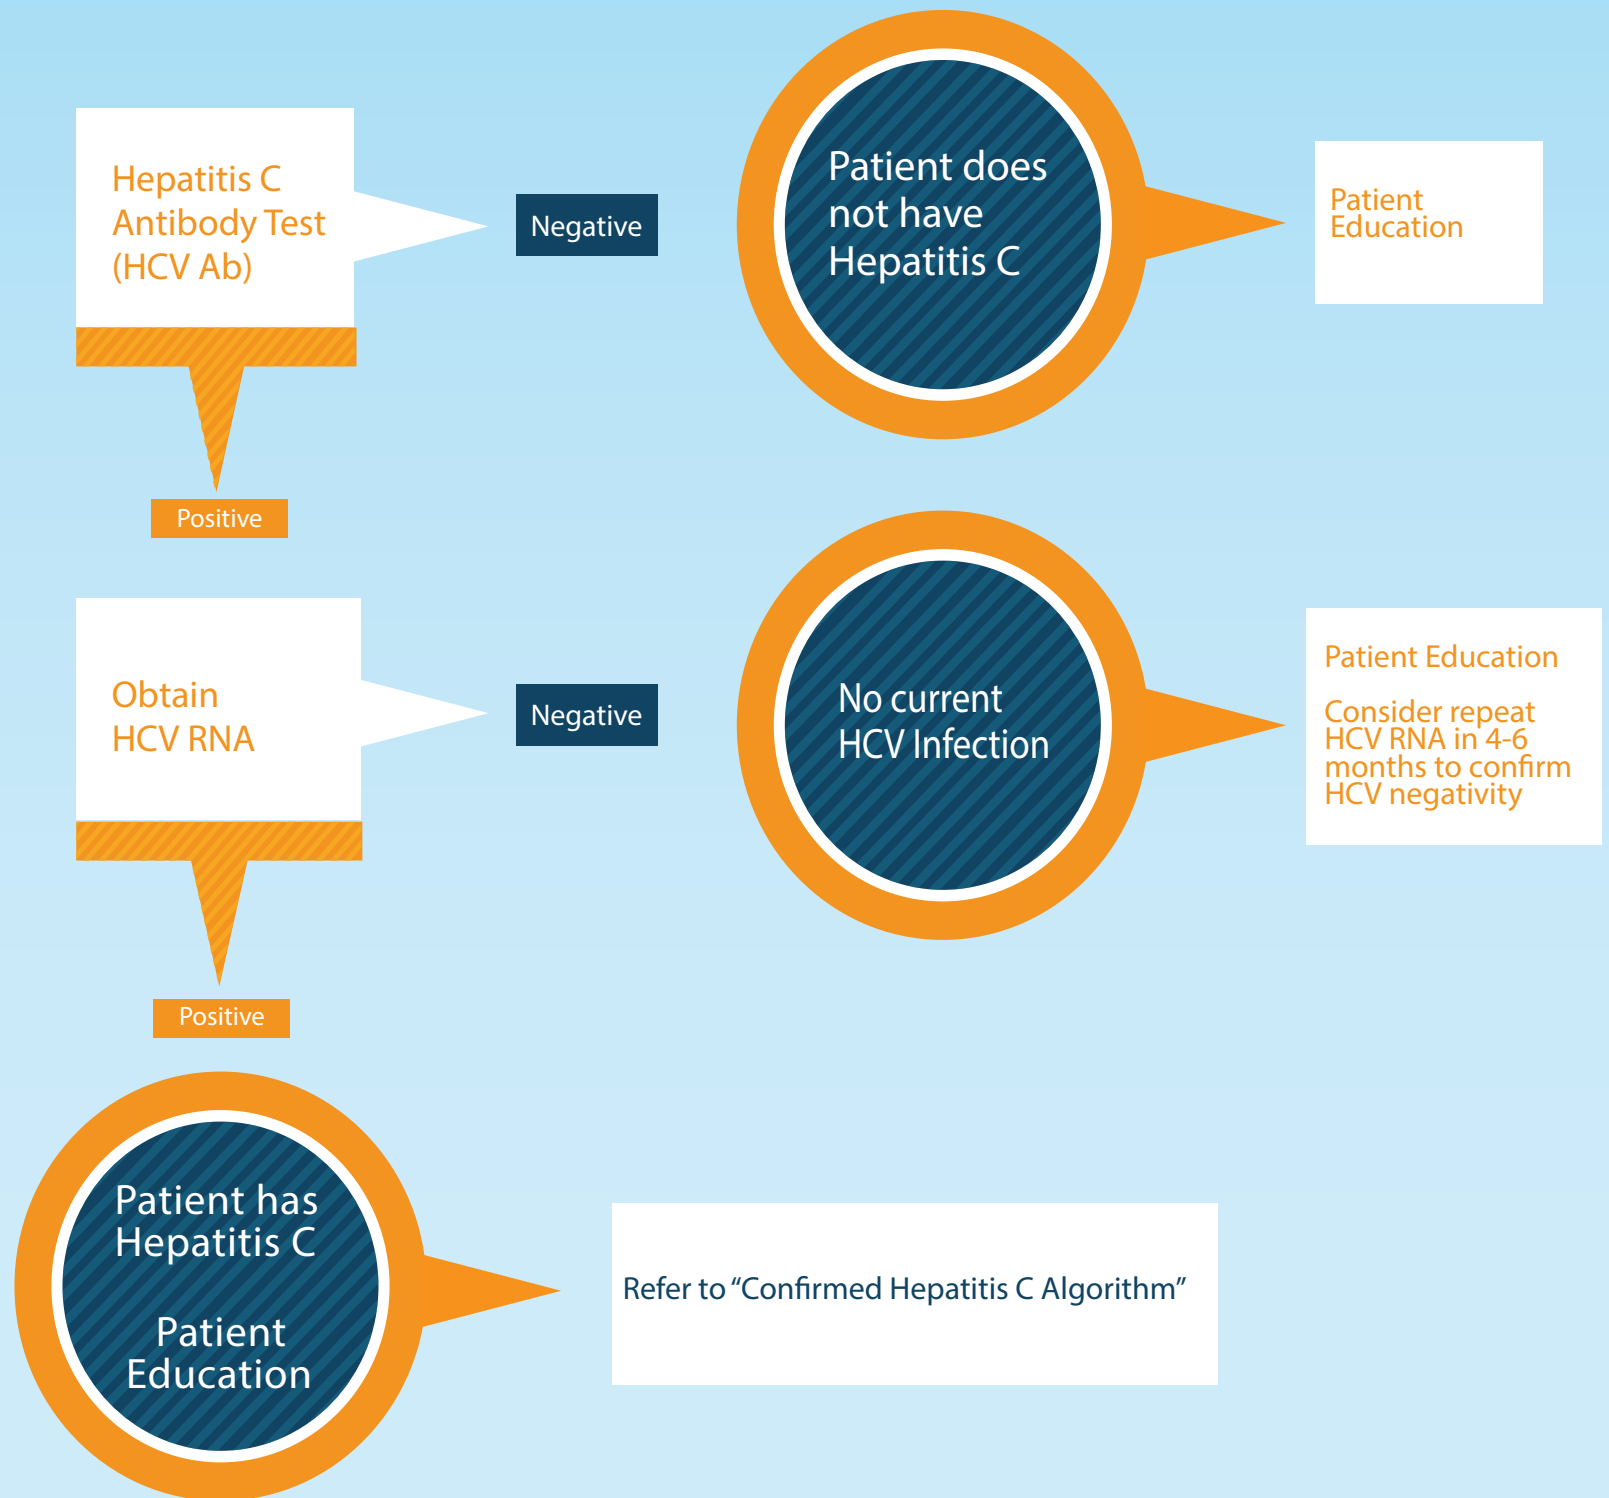 Hepatitis C
Antibody Test
(HCV Ab)
Negative
Patient does
not have
Hepatitis C
Patient
Education
Positive
Obtain
HCV RNA
Negative
No current
HCV Infection
Patient Education
Consider repeat
HCV RNA in 4-6
months to confirm
HCV negativity
Positive
Patient has
Hepatitis C
Patient
Education
Refer to “Confirmed Hepatitis C Algorithm”